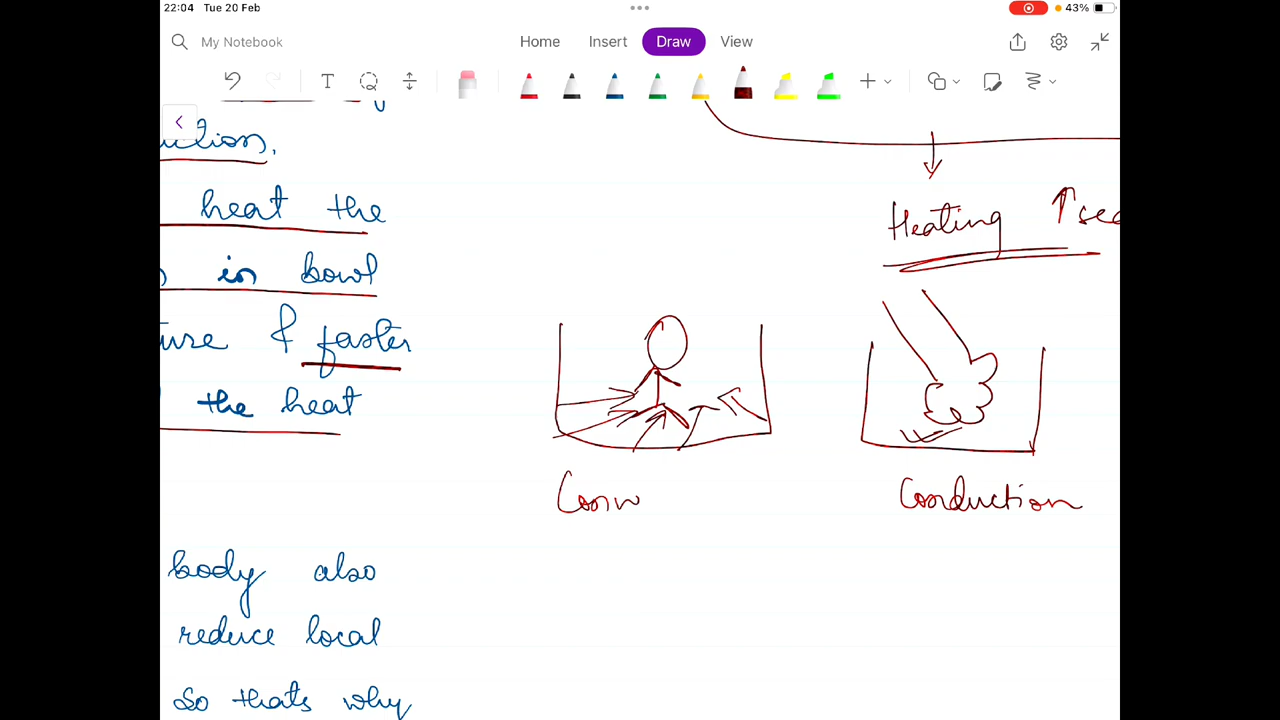 22:04 Tue 20 Feb
43%
My Notebook
Home Insert Draw View
T
heat the
in bowl
& faster
the heat
body also
reduce local
So thats why
Heating
Conv
Conduction